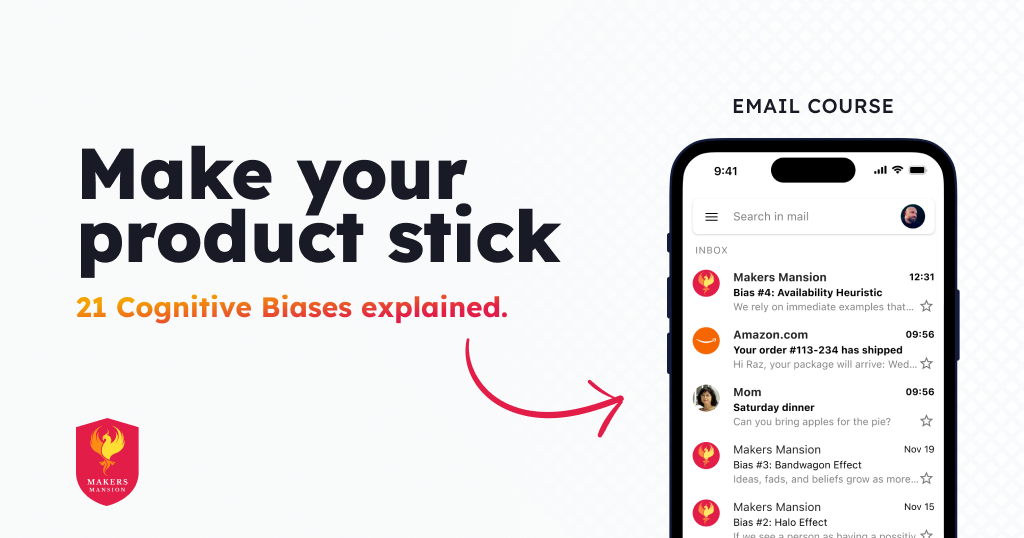 Make your
product stick
21 Cognitive Biases explained.
MAKERS
MANSION
EMAIL COURSE
9:41
Search in mail
INBOX
Makers Mansion 12:31
Bias #4: Availability Heuristic
We rely on immediate examples that...
Amazon.com 09:56
Your order #113-234 has shipped
Hi Raz, your package will arrive: Wed...
Mom 09:56
Saturday dinner
Can you bring apples for the pie?
Makers Mansion Nov 19
Bias #3: Bandwagon Effect
Ideas, fads, and beliefs grow as more...
Makers Mansion Nov 15
Bias #2: Halo Effect
If we see a person as having a possitiv